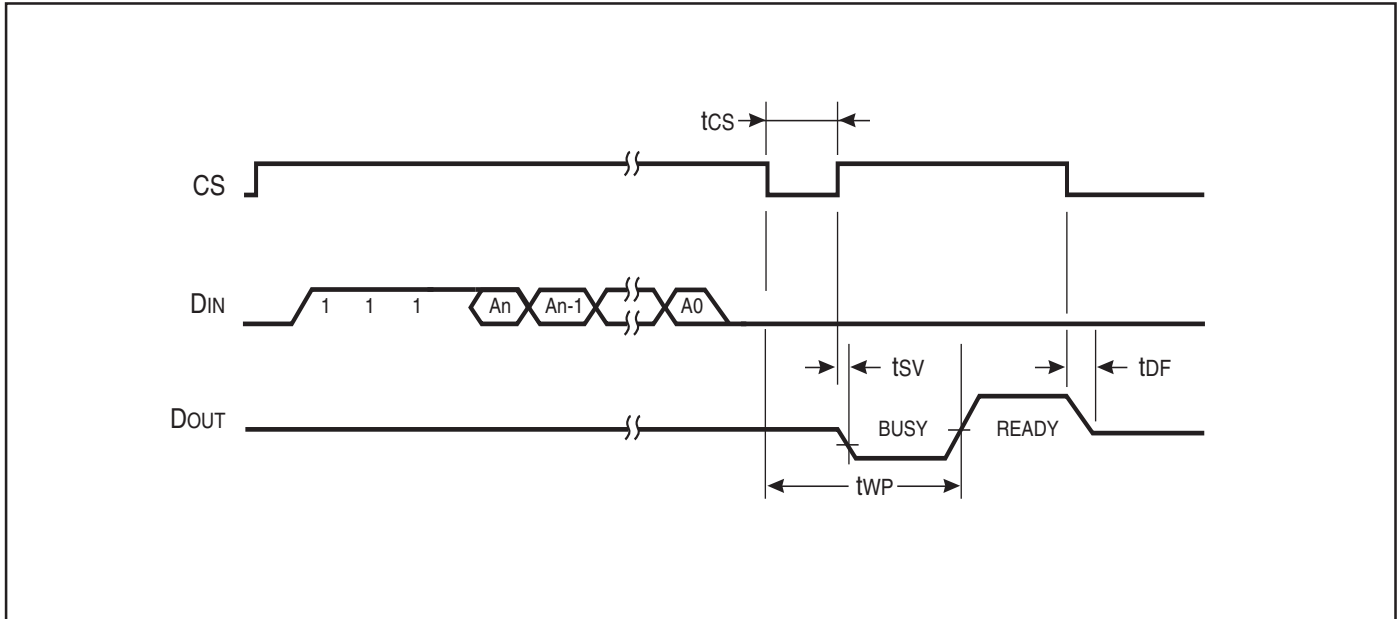 tCS
CS
DIN
1 1 1 An An-1 A0
tSV
tDF
DOUT
BUSY READY
tWP